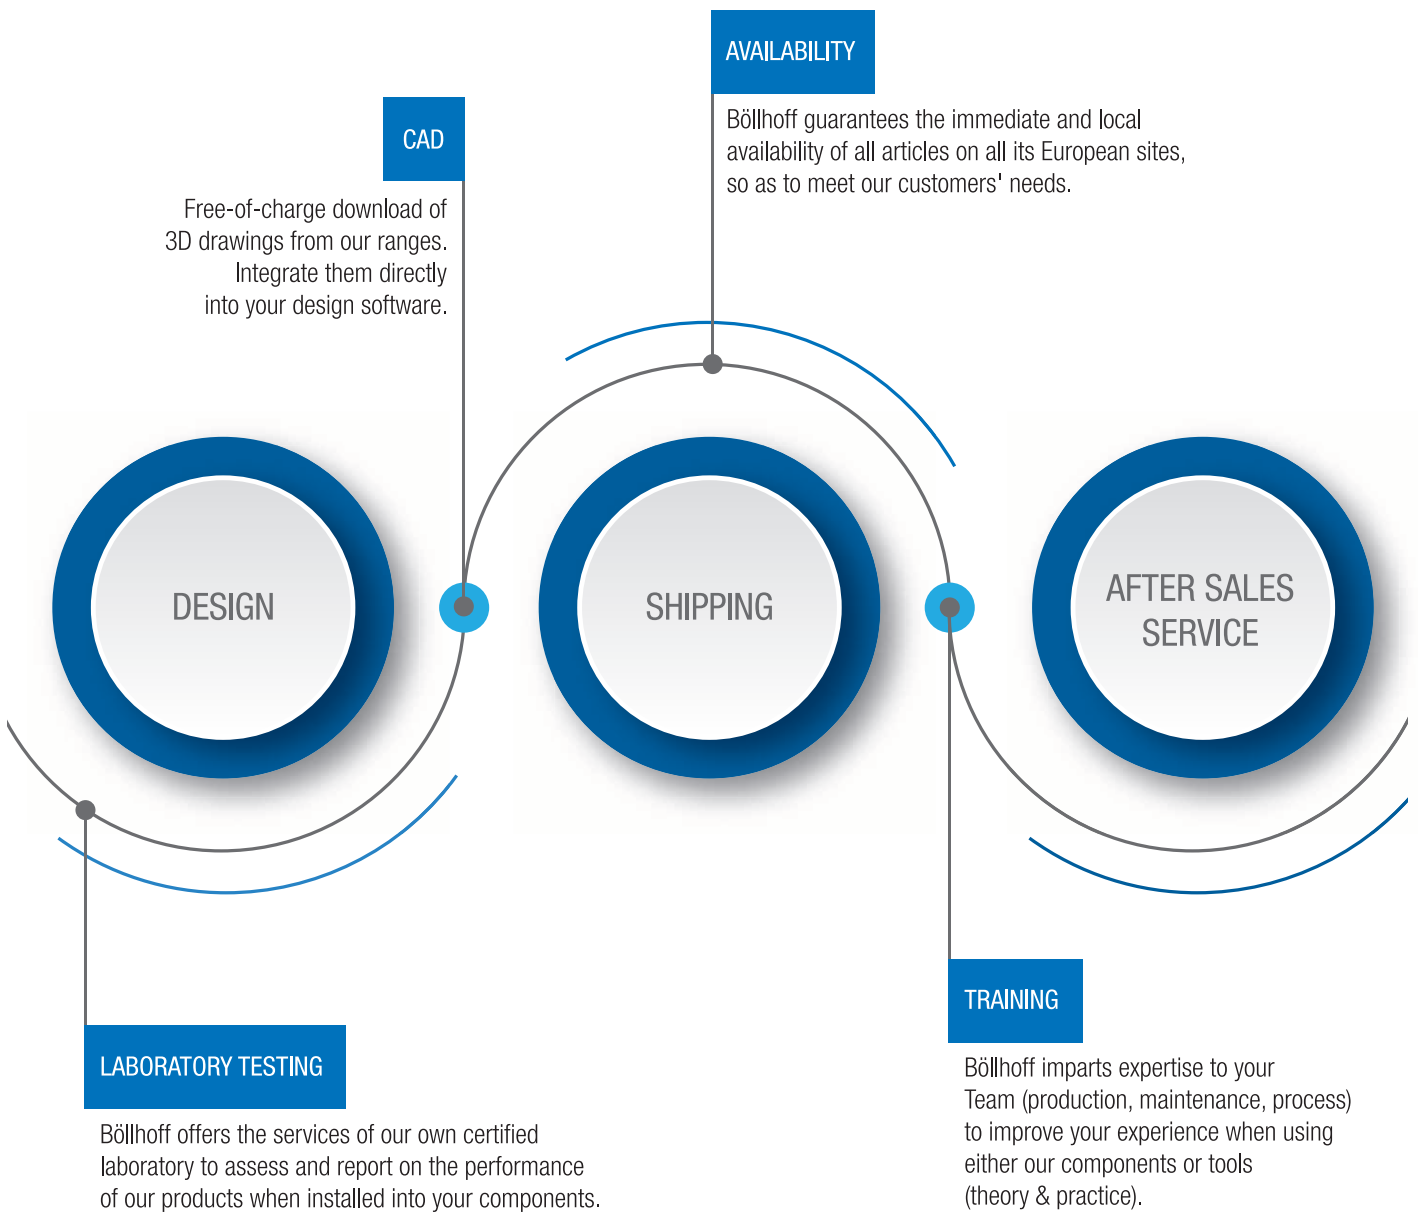 AVAILABILITY
Böllhoff guarantees the immediate and local
availability of all articles on all its European sites,
so as to meet our customers' needs.
CAD
Free-of-charge download of
3D drawings from our ranges.
Integrate them directly
into your design software.
DESIGN
SHIPPING
AFTER SALES
SERVICE
LABORATORY TESTING
Böllhoff offers the services of our own certified
laboratory to assess and report on the performance
of our products when installed into your components.
TRAINING
Böllhoff imparts expertise to your
Team (production, maintenance, process)
to improve your experience when using
either our components or tools
(theory & practice).